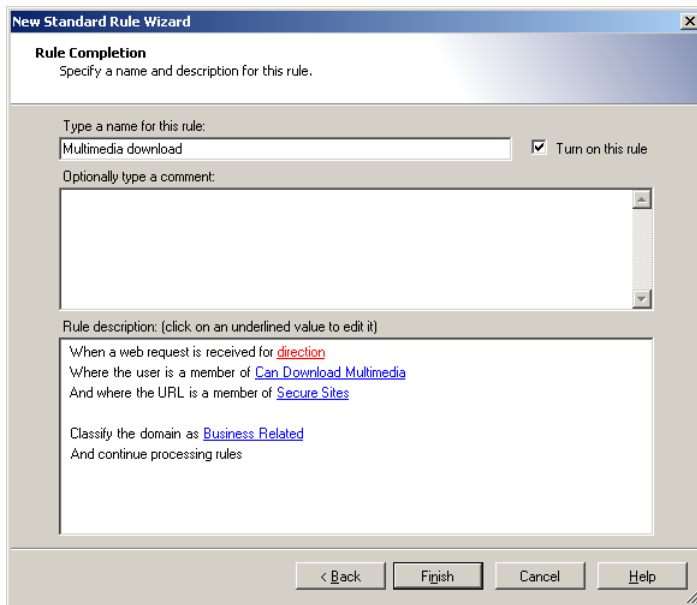 New Standard Rule Wizard
Rule Completion
Specify a name and description for this rule.
Type a name for this rule:
Multimedia download
Turn on this rule
Optionally type a comment:
Rule description: (click on an underlined value to edit it)
When a web request is received for direction
Where the user is a member of Can Download Multimedia
And where the URL is a member of Secure Sites
Classify the domain as Business Related
And continue processing rules
< Back
Finish
Cancel
Help